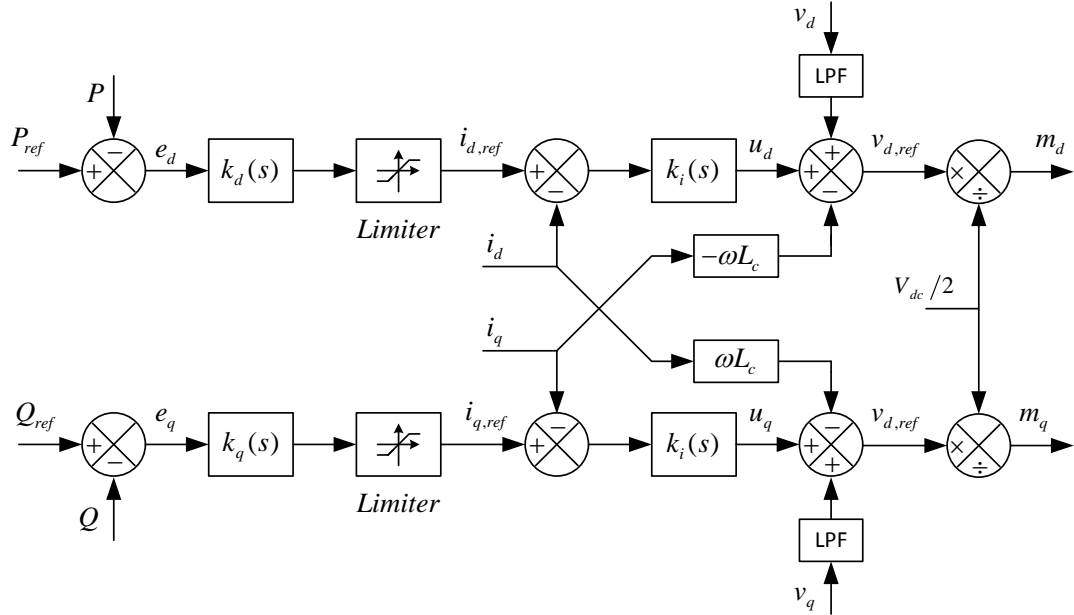 v_d
LPF
P
P_ref
+
−
e_d
k_d(s)
Limiter
i_d,ref
+
−
k_i(s)
u_d
+
+
−
v_d,ref
×
÷
m_d
i_d
−ωL_c
V_dc/2
i_q
ωL_c
Q_ref
+
−
e_q
k_q(s)
Limiter
i_q,ref
+
−
k_i(s)
u_q
+
−
+
v_d,ref
×
÷
m_q
Q
LPF
v_q